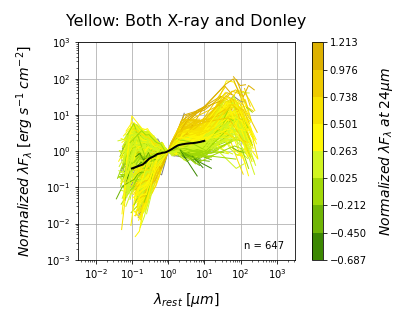 Yellow: Both X-ray and Donley
Normalized λF_λ [erg s⁻¹ cm⁻²]
10³
10²
10¹
10⁰
10⁻¹
10⁻²
10⁻³
n = 647
10⁻² 10⁻¹ 10⁰ 10¹ 10² 10³
λ_rest [μm]
1.213
0.976
0.738
0.501
0.263
0.025
−0.212
−0.450
−0.687
Normalized λF_λ at 24μm